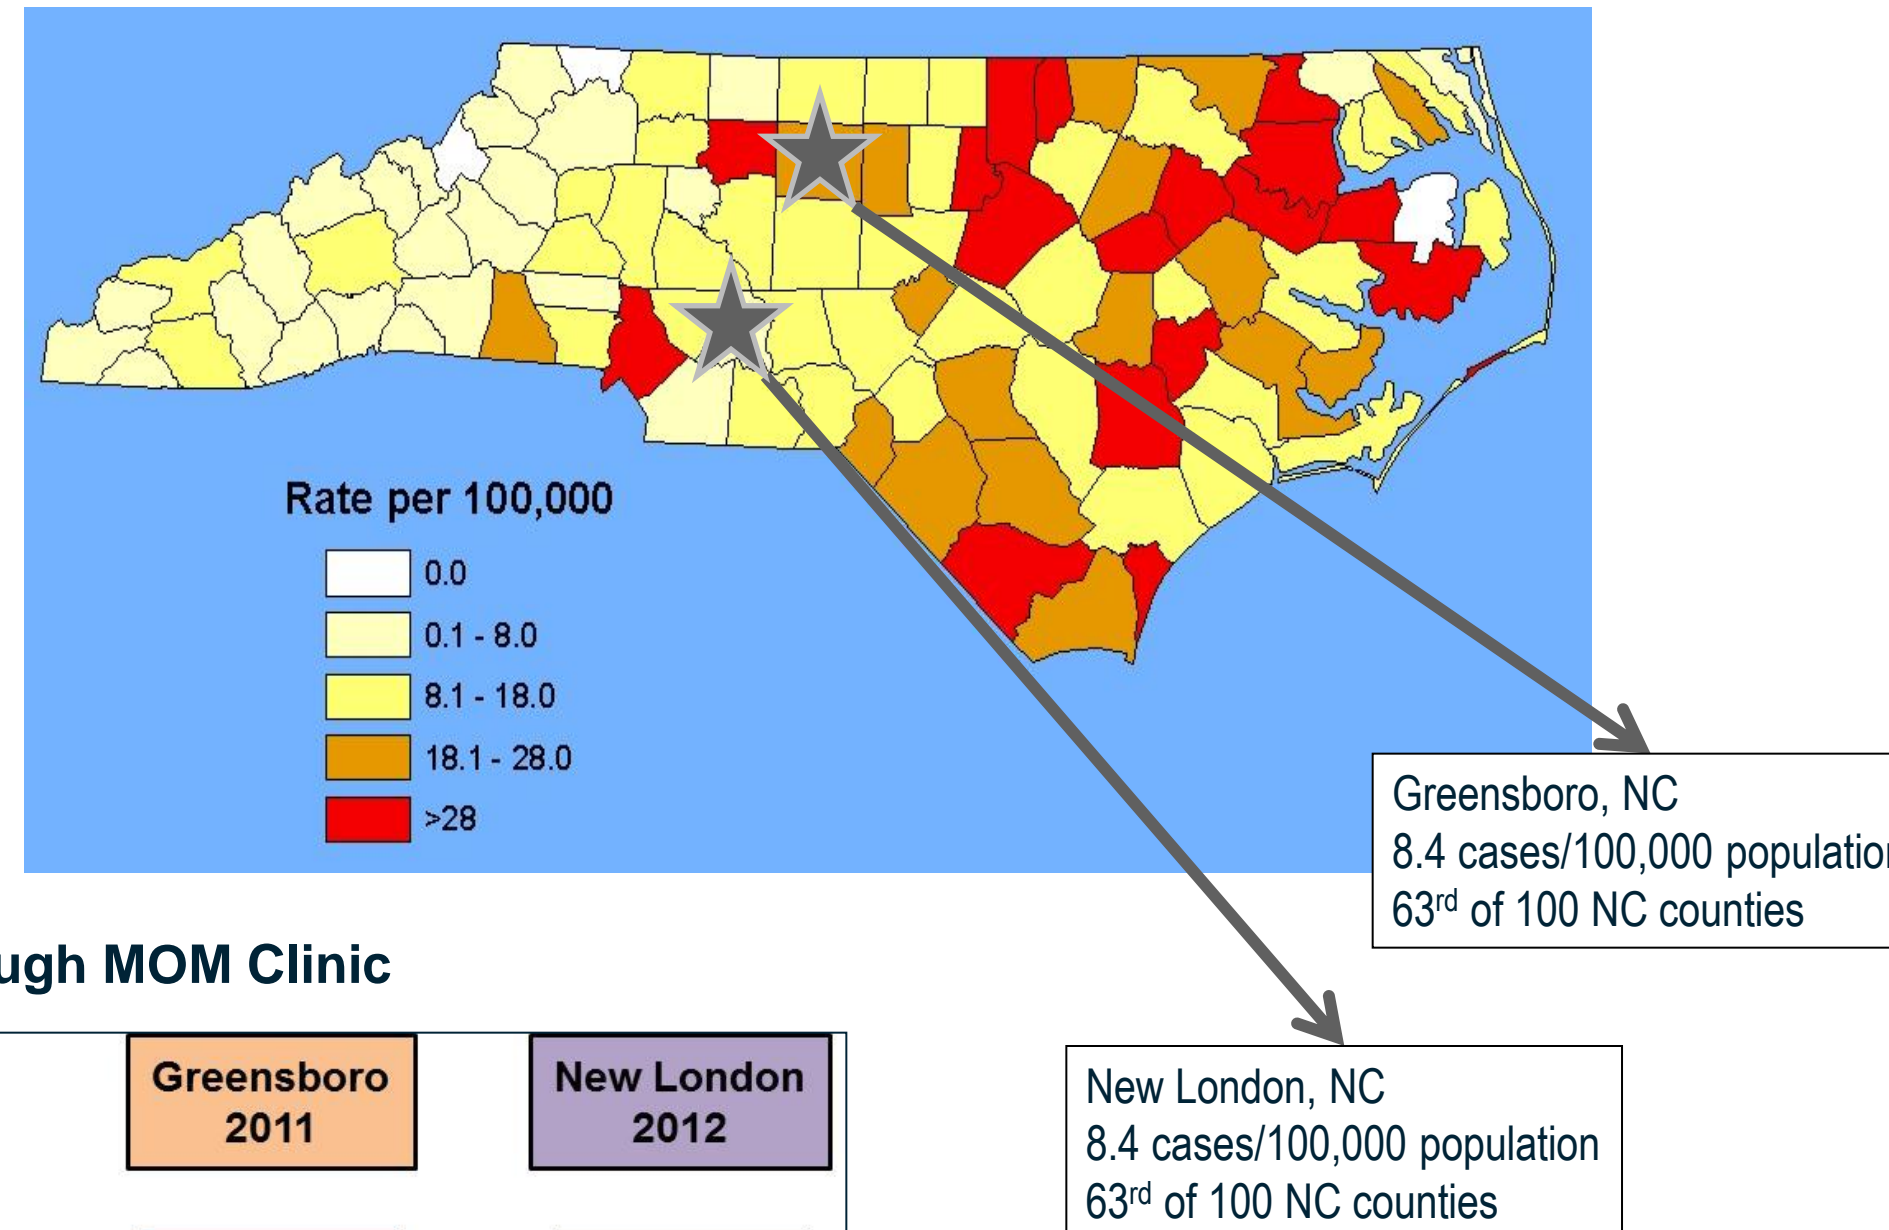 Rate per 100,000
0.0
0.1 - 8.0
8.1 - 18.0
18.1 - 28.0
>28
Greensboro, NC
8.4 cases/100,000 population
63rd of 100 NC counties
ugh MOM Clinic
Greensboro
2011
New London
2012
New London, NC
8.4 cases/100,000 population
63rd of 100 NC counties